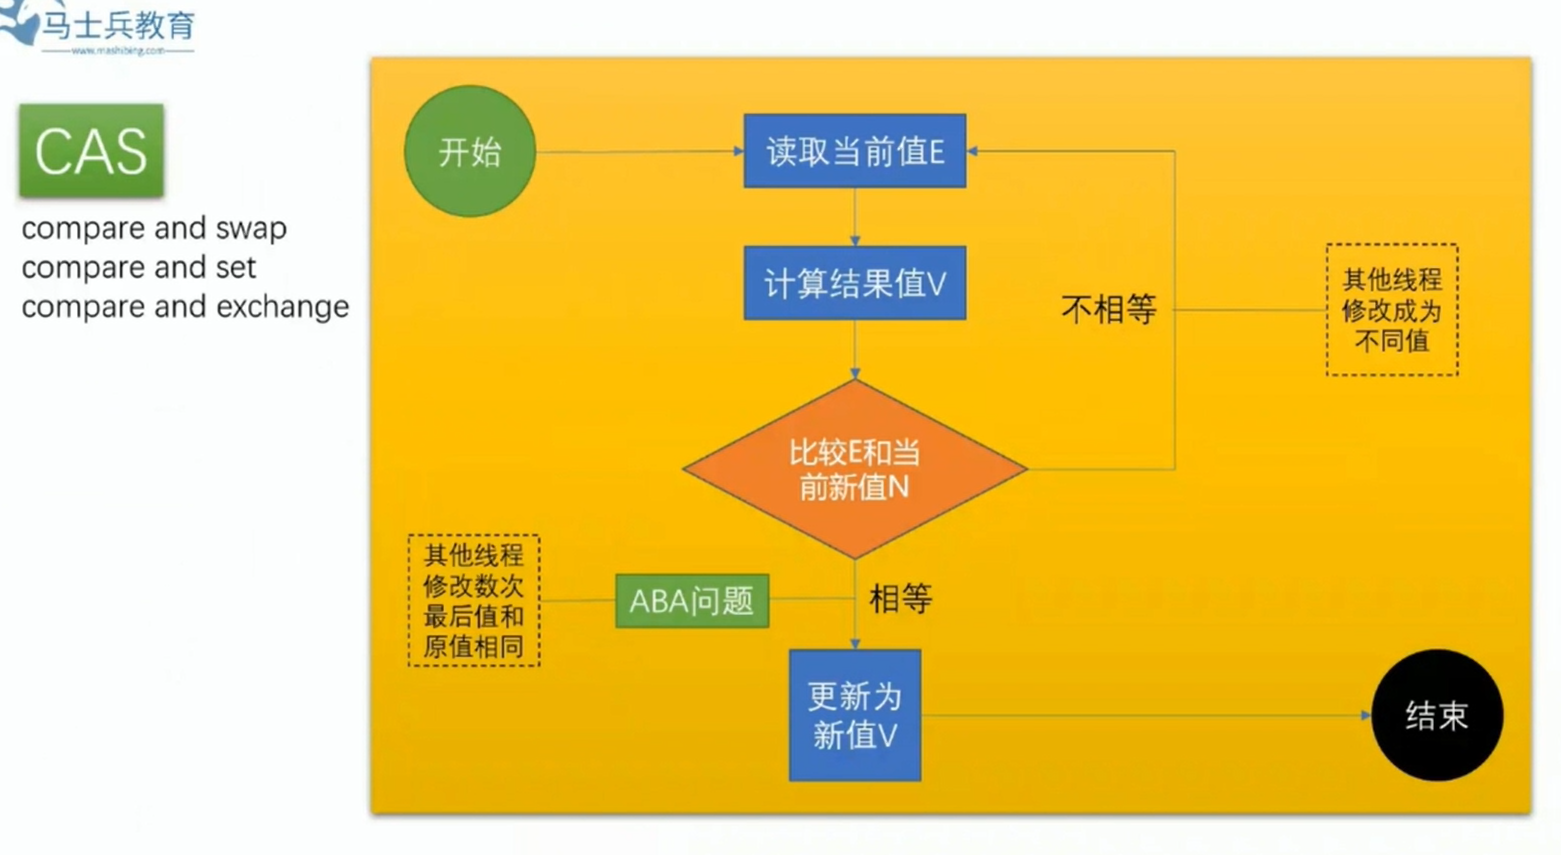 马士兵教育
www.mashibing.com
CAS
compare and swap
compare and set
compare and exchange
开始
读取当前值E
计算结果值V
不相等
其他线程
修改成为
不同值
比较E和当
前新值N
其他线程
修改数次
最后值和
原值相同
ABA问题
相等
更新为
新值V
结束